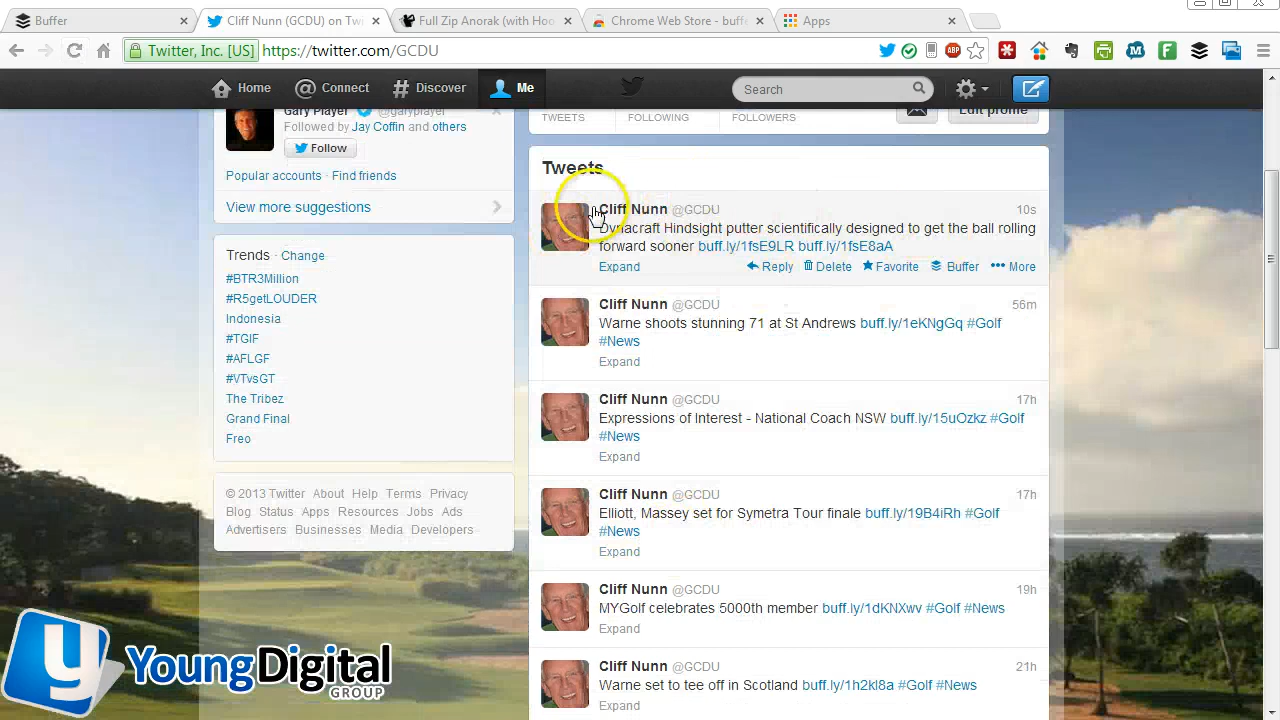 Buffer
Cliff Nunn (GCDU) on Twi
Full Zip Anorak (with Hoo
Chrome Web Store - buffe
Apps
Twitter, Inc. [US]
https://twitter.com/GCDU
ABP
Home
Connect
Discover
Me
Search
Gary Player @garyplayer
Followed by Jay Coffin and others
Follow
Popular accounts · Find friends
View more suggestions
Trends · Change
#BTR3Million
#R5getLOUDER
Indonesia
#TGIF
#AFLGF
#VTvsGT
The Tribez
Grand Final
Freo
© 2013 Twitter About Help Terms Privacy
Blog Status Apps Resources Jobs Ads
Advertisers Businesses Media Developers
TWEETS
FOLLOWING
FOLLOWERS
Edit profile
Tweets
Cliff Nunn @GCDU 10s
Dynacraft Hindsight putter scientifically designed to get the ball rolling
forward sooner buff.ly/1fsE9LR buff.ly/1fsE8aA
Expand Reply Delete Favorite Buffer More
Cliff Nunn @GCDU 56m
Warne shoots stunning 71 at St Andrews buff.ly/1eKNgGq #Golf
#News
Expand
Cliff Nunn @GCDU 17h
Expressions of Interest - National Coach NSW buff.ly/15uOzkz #Golf
#News
Expand
Cliff Nunn @GCDU 17h
Elliott, Massey set for Symetra Tour finale buff.ly/19B4iRh #Golf
#News
Expand
Cliff Nunn @GCDU 19h
MYGolf celebrates 5000th member buff.ly/1dKNXwv #Golf #News
Expand
Cliff Nunn @GCDU 21h
Warne set to tee off in Scotland buff.ly/1h2kl8a #Golf #News
Expand
y YoungDigital
GROUP